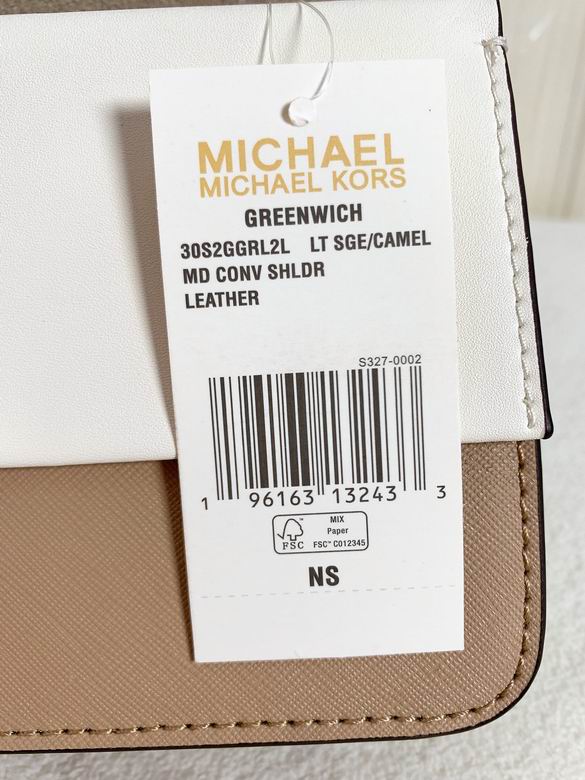 MICHAEL
MICHAEL KORS
GREENWICH
30S2GGRL2L LT SGE/CAMEL
MD CONV SHLDR
LEATHER
S327-0002
1 96163 13243 3
FSC™
MIX
Paper
FSC™ C012345
NS